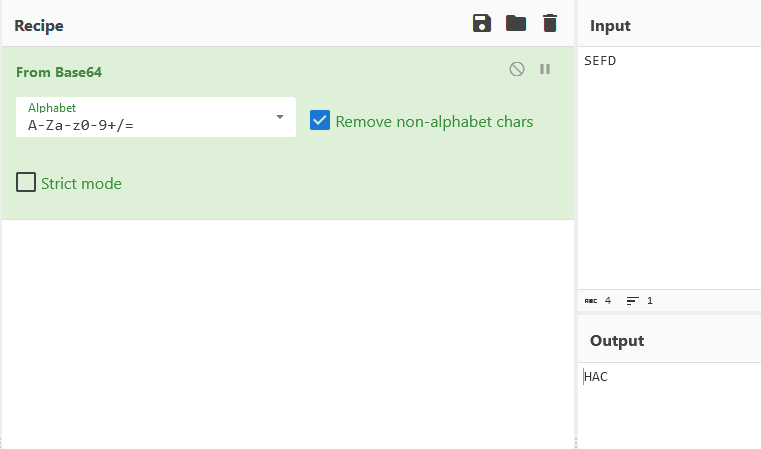 Recipe
From Base64
Alphabet
A-Za-z0-9+/=
Remove non-alphabet chars
Strict mode
Input
SEFD
ABC 4 1
Output
HAC